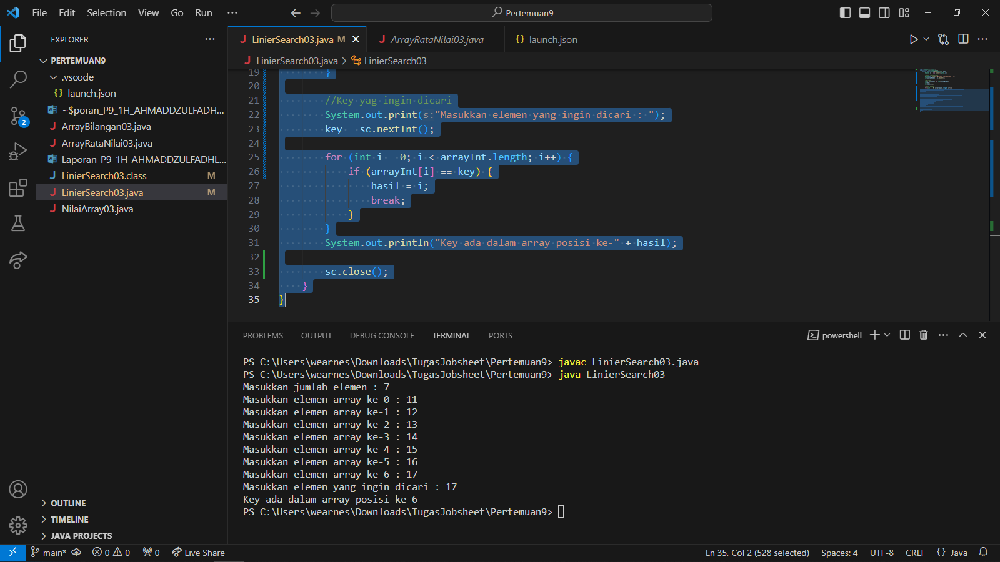 File Edit Selection View Go Run ···
Pertemuan9
EXPLORER
PERTEMUAN9
.vscode
launch.json
~$poran_P9_1H_AHMADDZULFADH...
ArrayBilangan03.java
ArrayRataNilai03.java
Laporan_P9_1H_AHMADDZULFADHL...
LinierSearch03.class M
LinierSearch03.java M
NilaiArray03.java
OUTLINE
TIMELINE
JAVA PROJECTS
2
LinierSearch03.java M
ArrayRataNilai03.java
launch.json
LinierSearch03.java > LinierSearch03
19 }
20
21 //Key yag ingin dicari
22 System.out.print(s:"Masukkan elemen yang ingin dicari : ");
23 key = sc.nextInt();
24
25 for (int i = 0; i < arrayInt.length; i++) {
26 if (arrayInt[i] == key) {
27 hasil = i;
28 break;
29 }
30 }
31 System.out.println("Key ada dalam array posisi ke-" + hasil);
32
33 sc.close();
34 }
35 }
PROBLEMS OUTPUT DEBUG CONSOLE TERMINAL PORTS
powershell
PS C:\Users\wearnes\Downloads\TugasJobsheet\Pertemuan9> javac LinierSearch03.java
PS C:\Users\wearnes\Downloads\TugasJobsheet\Pertemuan9> java LinierSearch03
Masukkan jumlah elemen : 7
Masukkan elemen array ke-0 : 11
Masukkan elemen array ke-1 : 12
Masukkan elemen array ke-2 : 13
Masukkan elemen array ke-3 : 14
Masukkan elemen array ke-4 : 15
Masukkan elemen array ke-5 : 16
Masukkan elemen array ke-6 : 17
Masukkan elemen yang ingin dicari : 17
Key ada dalam array posisi ke-6
PS C:\Users\wearnes\Downloads\TugasJobsheet\Pertemuan9>
main* 0 0 0 Live Share
Ln 35, Col 2 (528 selected) Spaces: 4 UTF-8 CRLF {} Java